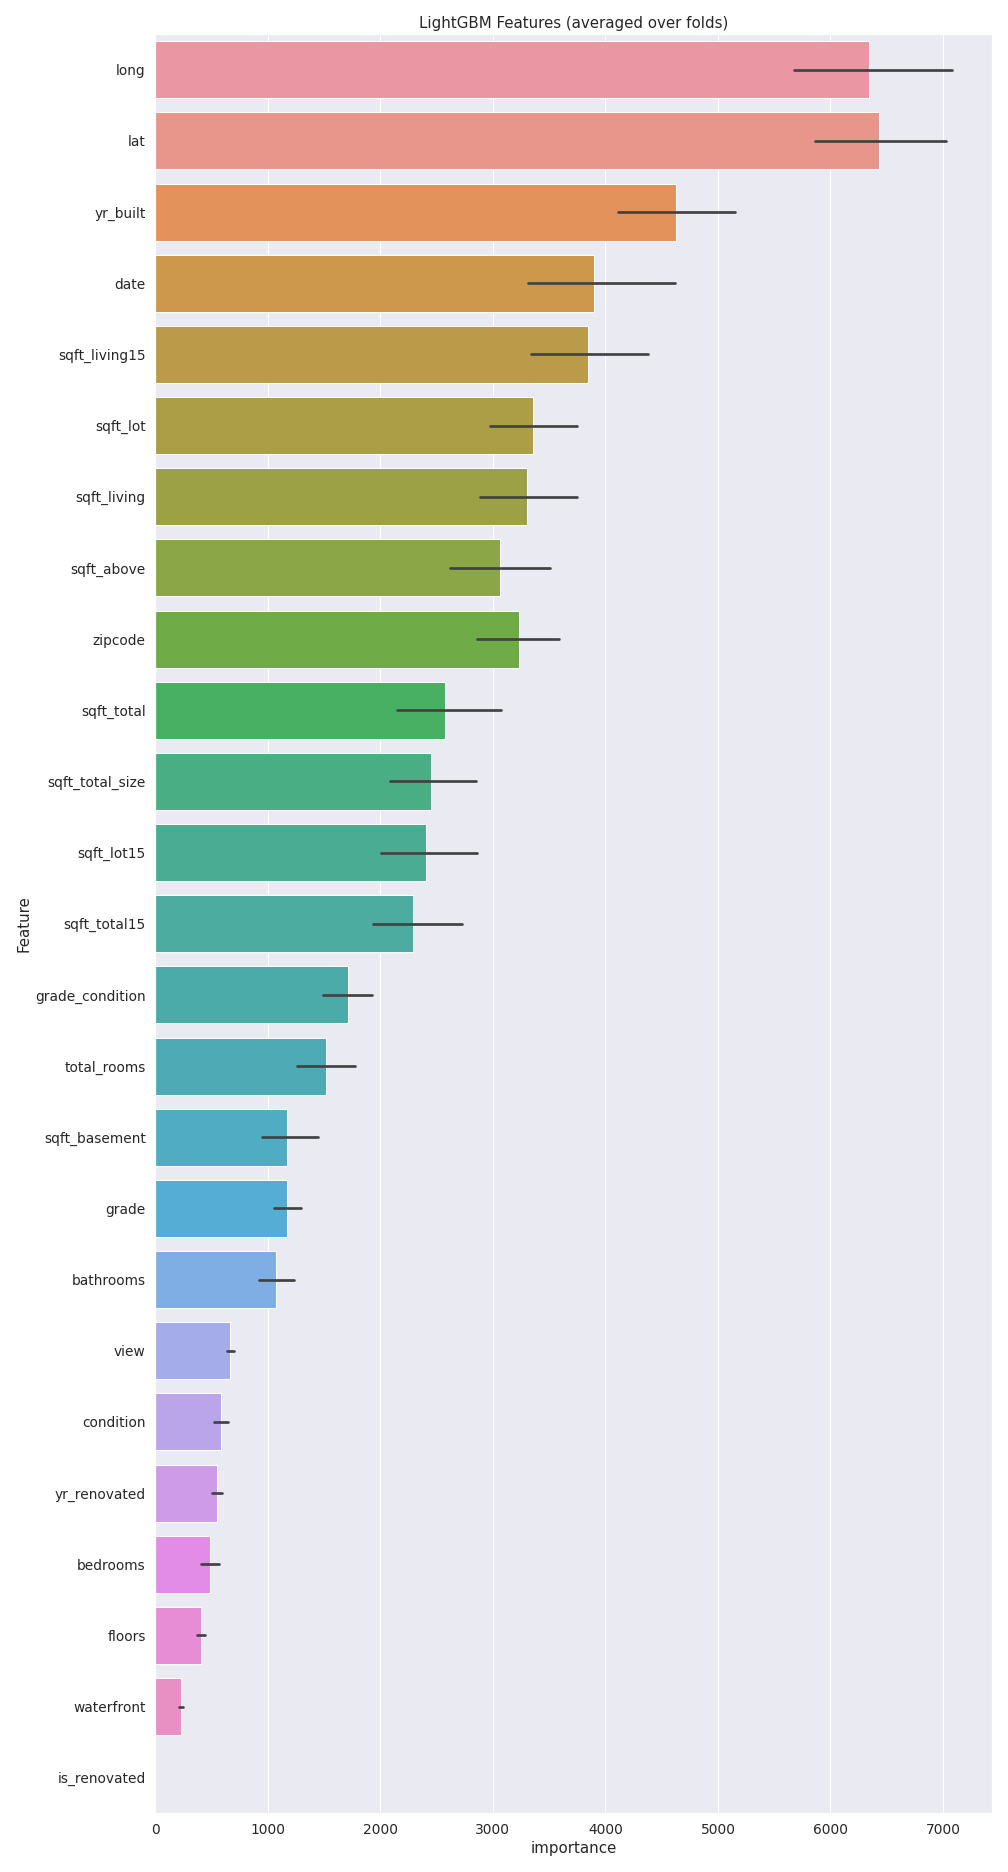 LightGBM Features (averaged over folds)
long
lat
yr_built
date
sqft_living15
sqft_lot
sqft_living
sqft_above
zipcode
sqft_total
sqft_total_size
sqft_lot15
sqft_total15
grade_condition
total_rooms
sqft_basement
grade
bathrooms
view
condition
yr_renovated
bedrooms
floors
waterfront
is_renovated
Feature
0 1000 2000 3000 4000 5000 6000 7000
importance